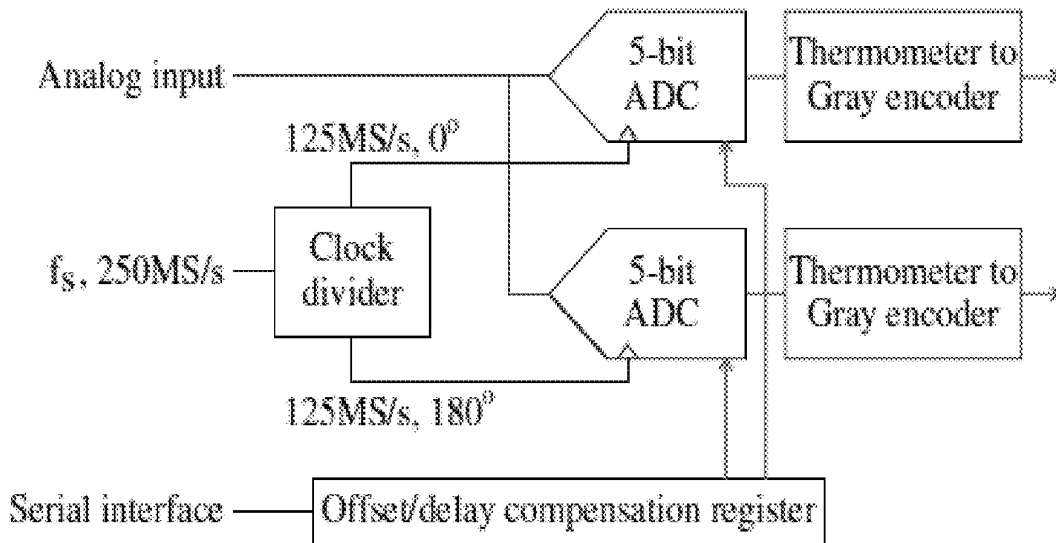 Analog input
5-bit
ADC
Thermometer to
Gray encoder
125MS/s, 0°
fS, 250MS/s
Clock
divider
5-bit
ADC
Thermometer to
Gray encoder
125MS/s, 180°
Serial interface
Offset/delay compensation register